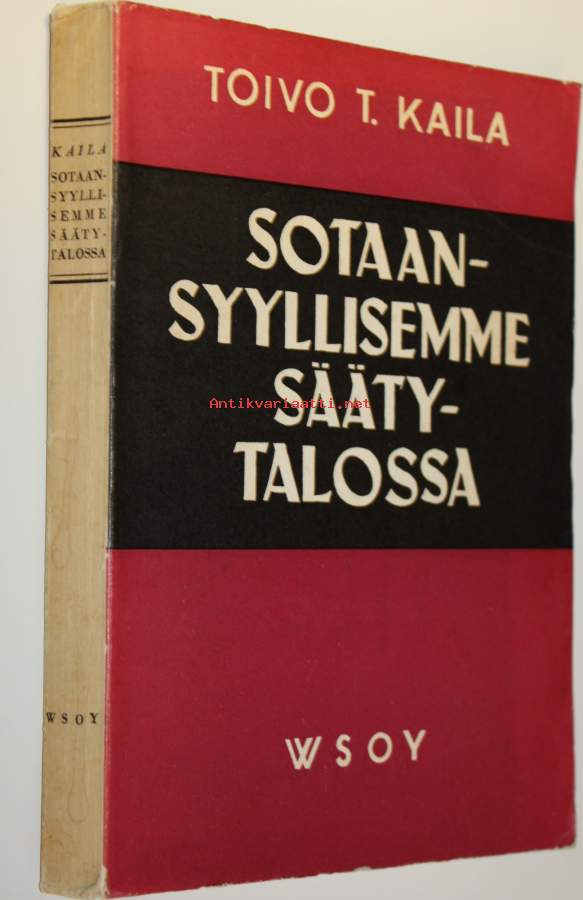 KAILA
SOTAAN-
SYYLLI-
SEMME
SÄÄTY-
TALOSSA
WSOY
TOIVO T. KAILA
SOTAAN-
SYYLLISEMME
SÄÄTY-
TALOSSA
Antikvariaatti.net
WSOY